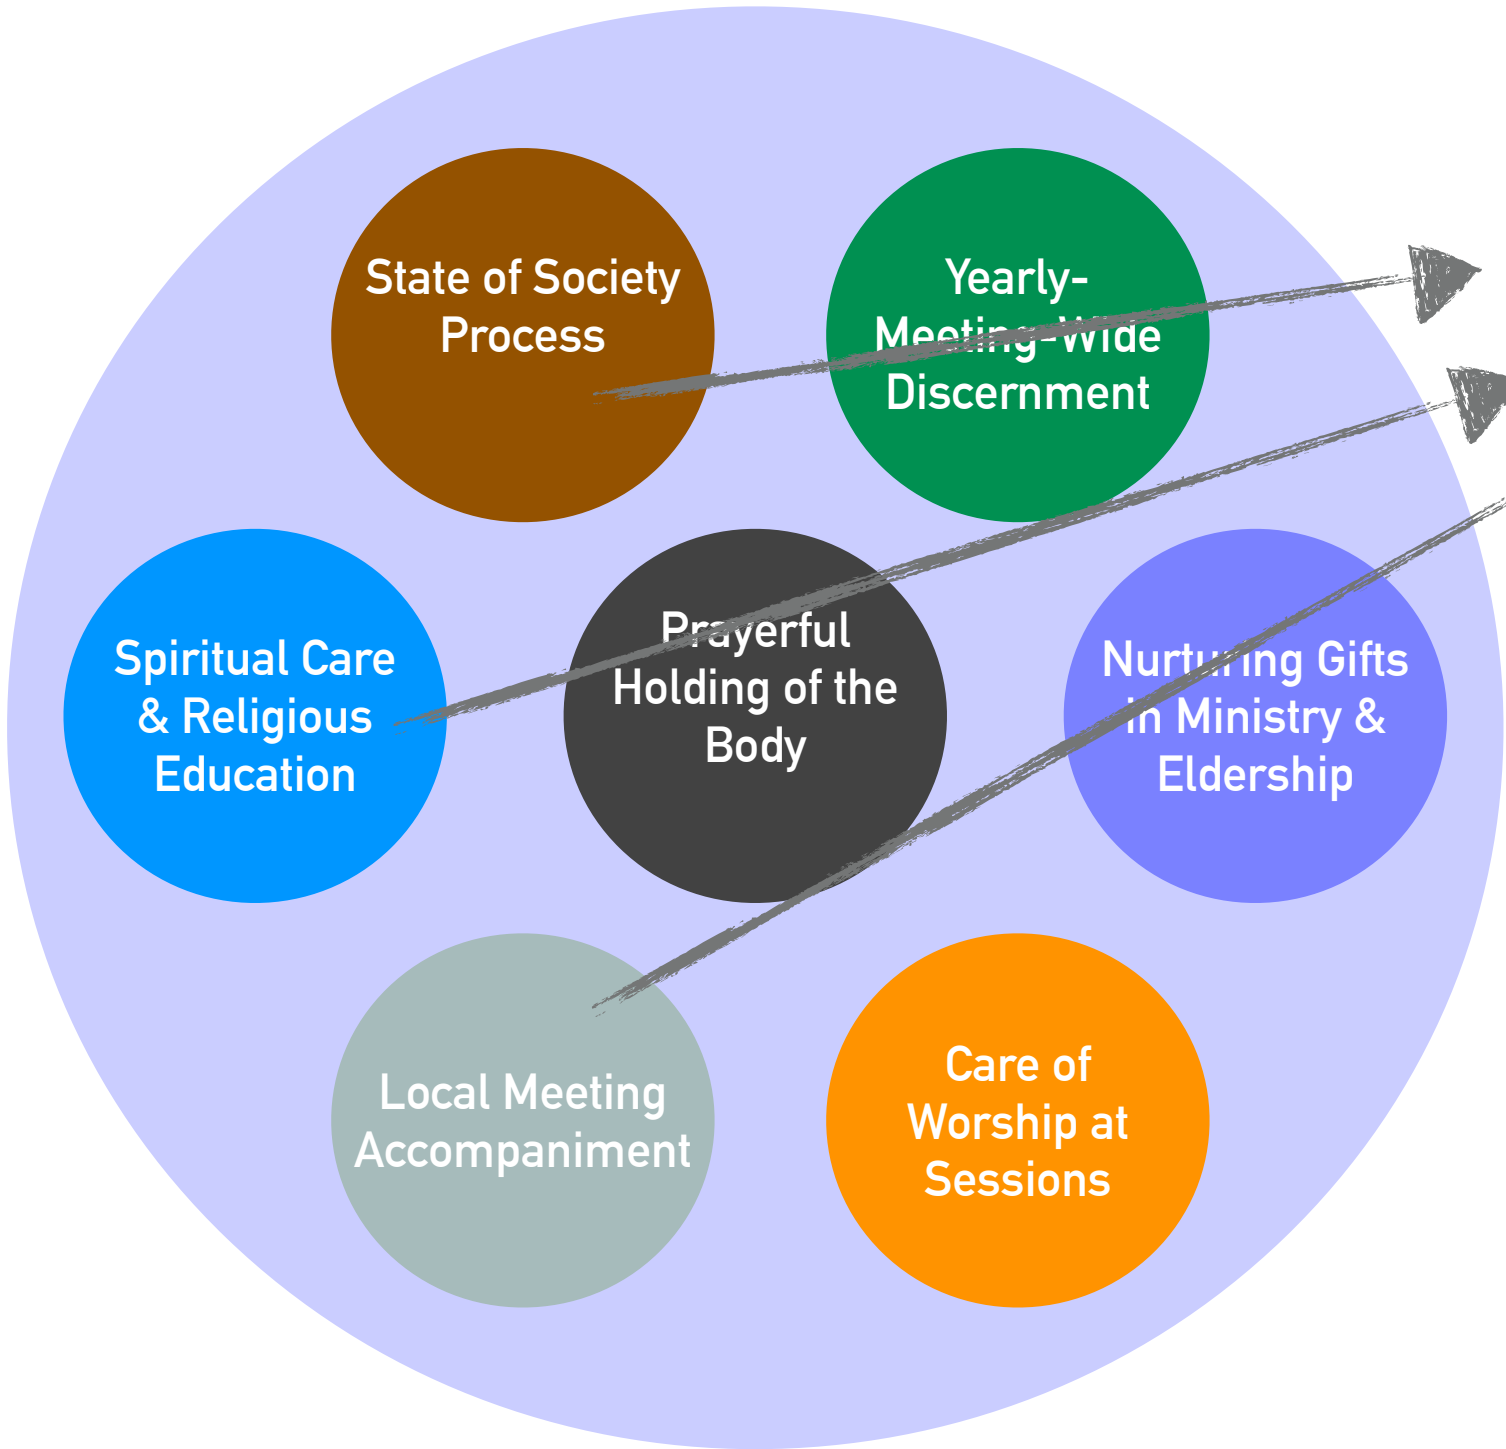 State of Society
Process
Yearly-
Meeting-Wide
Discernment
Spiritual Care
& Religious
Education
Prayerful
Holding of the
Body
Nurturing Gifts
in Ministry &
Eldership
Local Meeting
Accompaniment
Care of
Worship at
Sessions